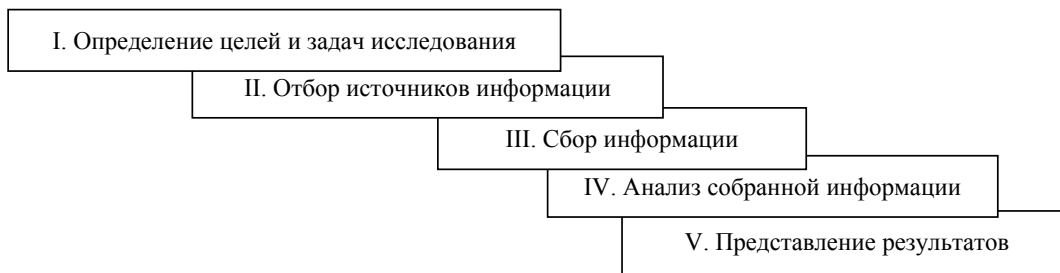 I. Определение целей и задач исследования
II. Отбор источников информации
III. Сбор информации
IV. Анализ собранной информации
V. Представление результатов